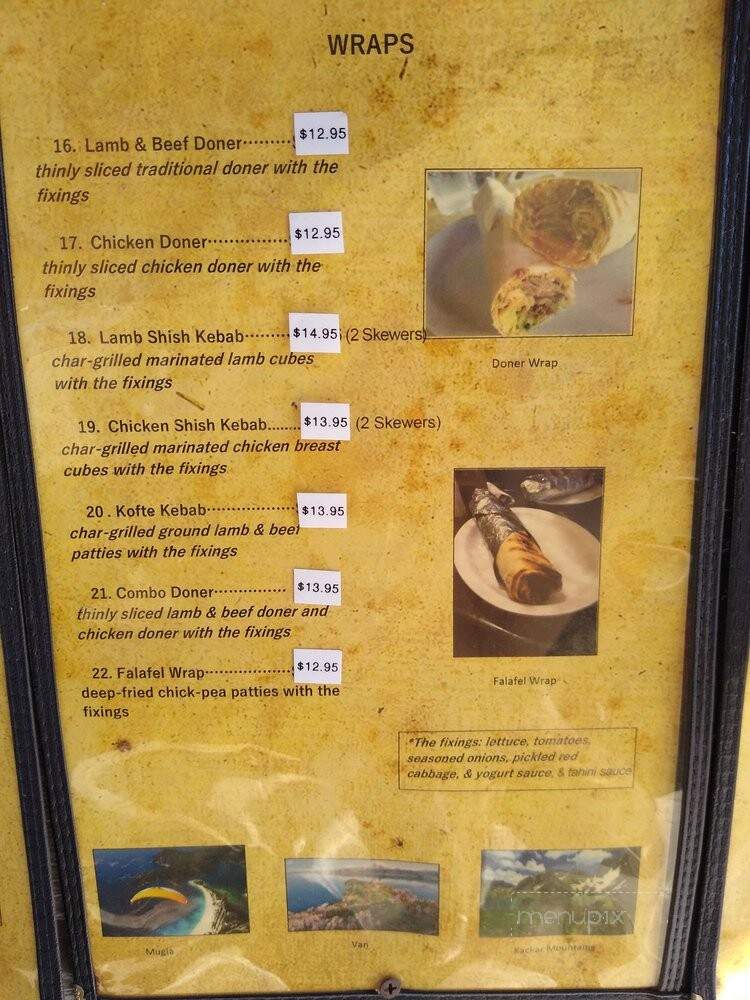 WRAPS
16. Lamb & Beef Doner......... $12.95
thinly sliced traditional doner with the
fixings
17. Chicken Doner............... $12.95
thinly sliced chicken doner with the
fixings
18. Lamb Shish Kebab........ $14.95 (2 Skewers)
char-grilled marinated lamb cubes
with the fixings
Doner Wrap
19. Chicken Shish Kebab....... $13.95 (2 Skewers)
char-grilled marinated chicken breast
cubes with the fixings
20. Kofte Kebab................ $13.95
char-grilled ground lamb & beef
patties with the fixings
21. Combo Doner............... $13.95
thinly sliced lamb & beef doner and
chicken doner with the fixings
22. Falafel Wrap............... $12.95
deep-fried chick-pea patties with the
fixings
Falafel Wrap
*The fixings: lettuce, tomatoes,
seasoned onions, pickled red
cabbage, & yogurt sauce, & tahini sauce
menupix
Mugla
Van
Kackar Mountains